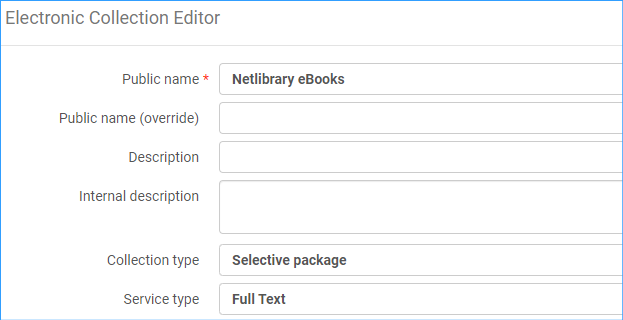 Electronic Collection Editor
Public name * Netlibrary eBooks
Public name (override)
Description
Internal description
Collection type Selective package
Service type Full Text